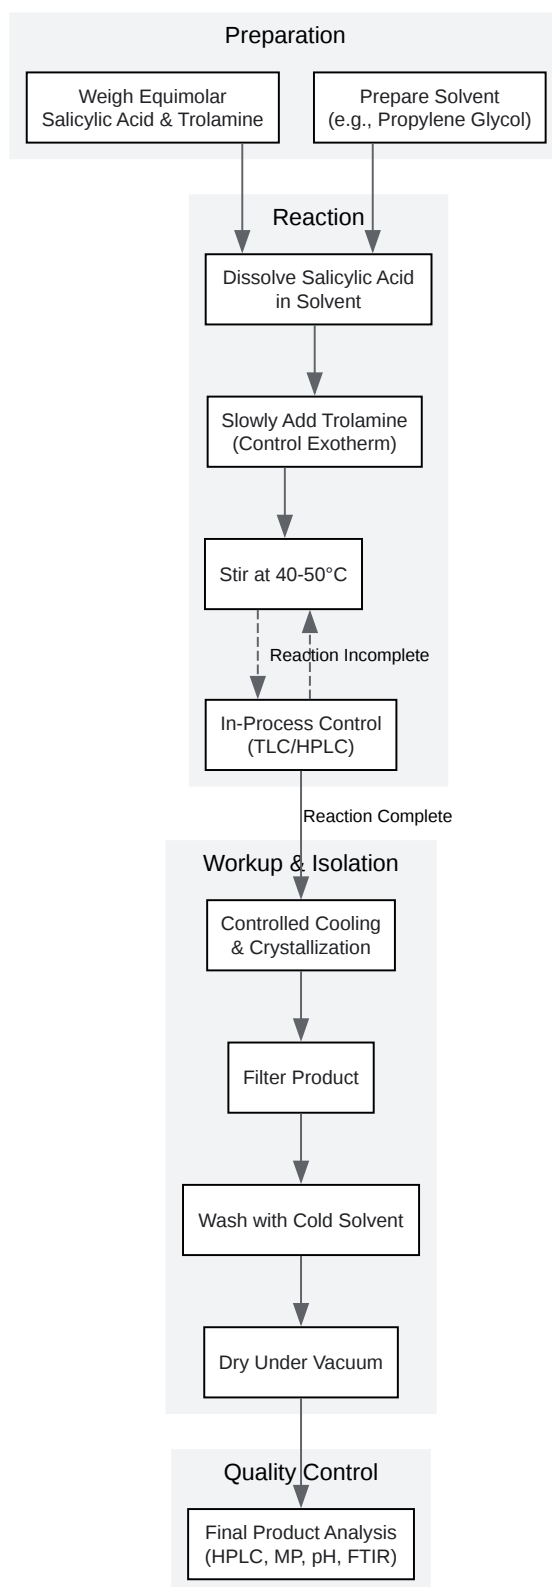 Preparation
Weigh Equimolar
Salicylic Acid & Trolamine
Prepare Solvent
(e.g., Propylene Glycol)
Reaction
Dissolve Salicylic Acid
in Solvent
Slowly Add Trolamine
(Control Exotherm)
Stir at 40-50°C
Reaction Incomplete
In-Process Control
(TLC/HPLC)
Reaction Complete
Workup & Isolation
Controlled Cooling
& Crystallization
Filter Product
Wash with Cold Solvent
Dry Under Vacuum
Quality Control
Final Product Analysis
(HPLC, MP, pH, FTIR)